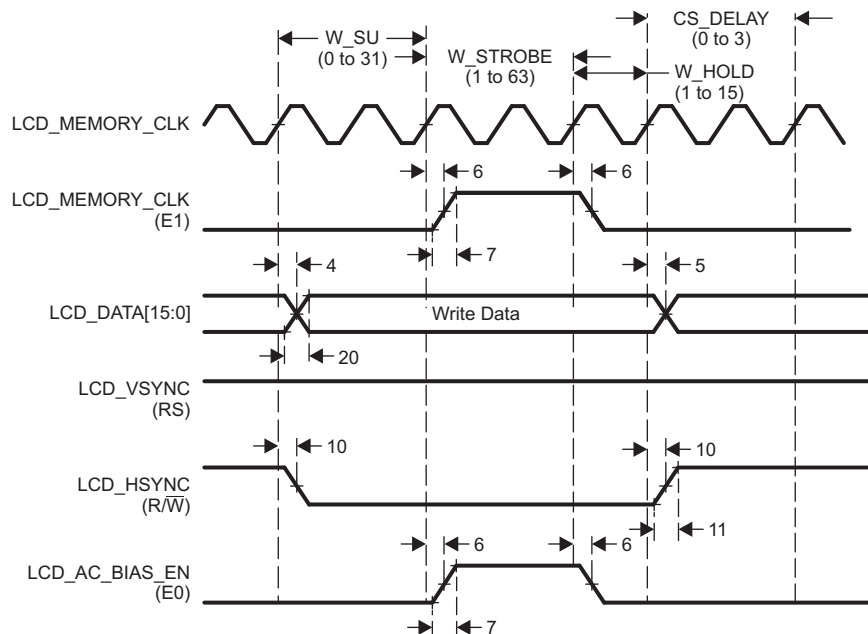 W_SU
(0 to 31)
CS_DELAY
(0 to 3)
W_STROBE
(1 to 63)
W_HOLD
(1 to 15)
LCD_MEMORY_CLK
LCD_MEMORY_CLK
(E1)
6
6
7
4
5
LCD_DATA[15:0]
Write Data
20
LCD_VSYNC
(RS)
10
10
LCD_HSYNC
(R/W̅)
11
6
6
LCD_AC_BIAS_EN
(E0)
7